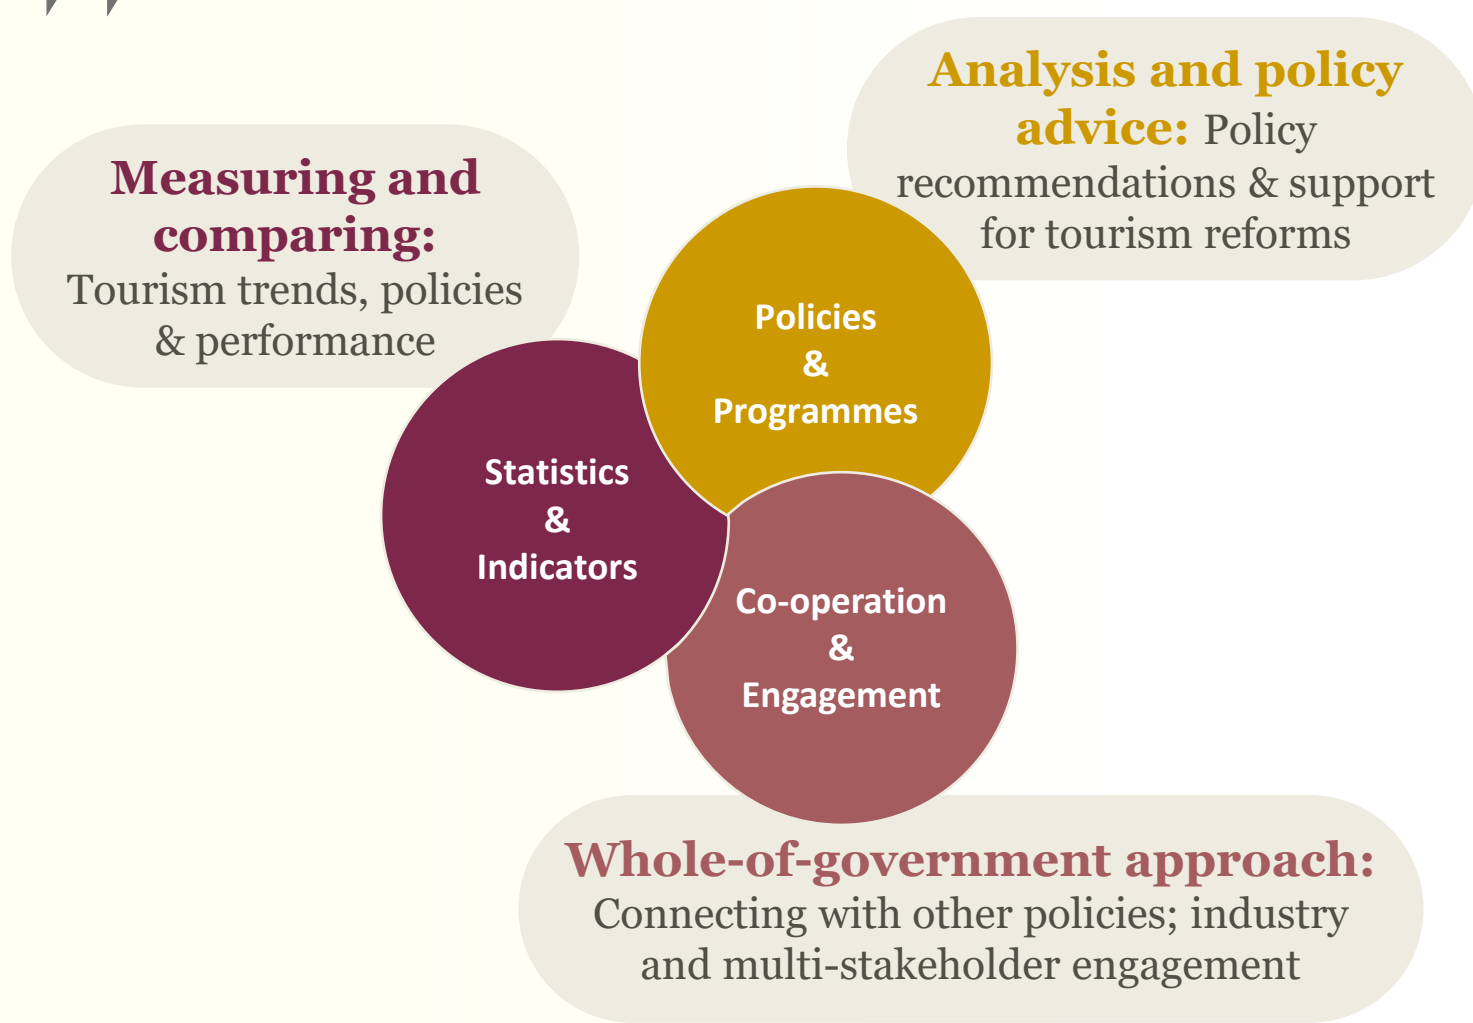 Analysis and policy
advice: Policy
recommendations & support
for tourism reforms
Measuring and
comparing:
Tourism trends, policies
& performance
Policies
&
Programmes
Statistics
&
Indicators
Co-operation
&
Engagement
Whole-of-government approach:
Connecting with other policies; industry
and multi-stakeholder engagement